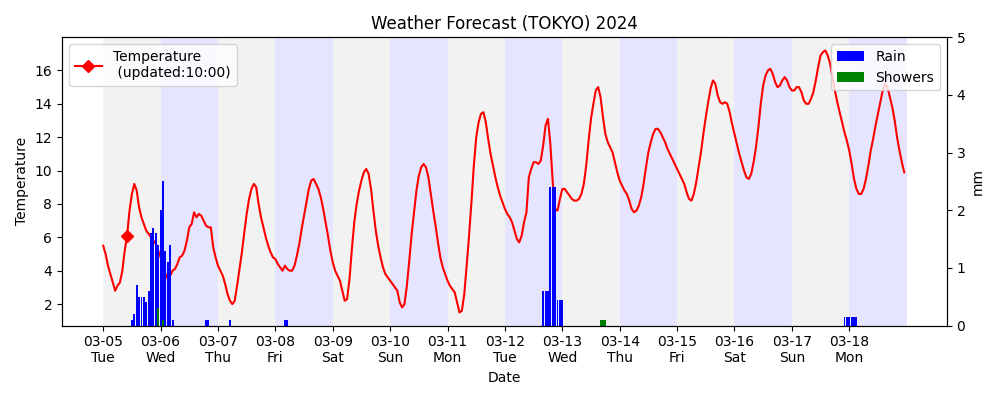 Weather Forecast (TOKYO) 2024
Temperature
(updated:10:00)
Rain
Showers
Temperature
16
14
12
10
8
6
4
2
5
4
3
2
1
0
mm
03-05 03-06 03-07 03-08 03-09 03-10 03-11 03-12 03-13 03-14 03-15 03-16 03-17 03-18
Tue Wed Thu Fri Sat Sun Mon Tue Wed Thu Fri Sat Sun Mon
Date